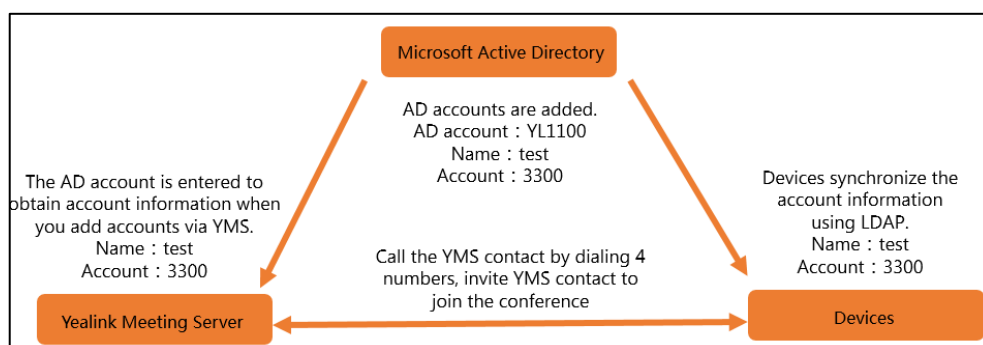 Microsoft Active Directory
AD accounts are added.
AD account：YL1100
Name：test
Account：3300
The AD account is entered to
obtain account information when
you add accounts via YMS.
Name：test
Account：3300
Devices synchronize the
account information
using LDAP.
Name：test
Account：3300
Call the YMS contact by dialing 4
numbers, invite YMS contact to
join the conference
Yealink Meeting Server
Devices